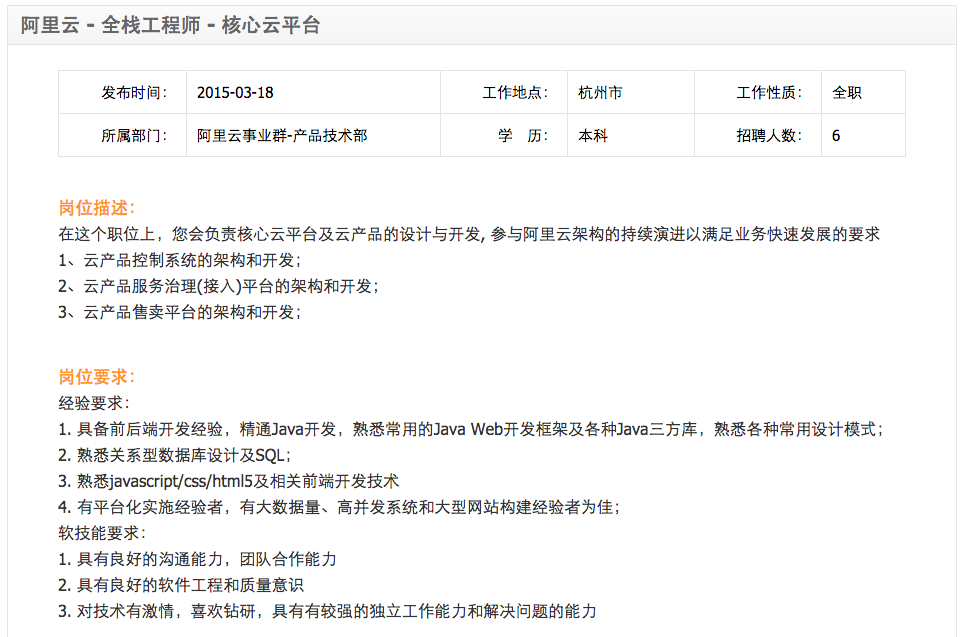 阿里云 - 全栈工程师 - 核心云平台
发布时间： 2015-03-18 工作地点： 杭州市 工作性质： 全职
所属部门： 阿里云事业群-产品技术部 学 历： 本科 招聘人数： 6
岗位描述：
在这个职位上，您会负责核心云平台及云产品的设计与开发, 参与阿里云架构的持续演进以满足业务快速发展的要求
1、云产品控制系统的架构和开发；
2、云产品服务治理(接入)平台的架构和开发；
3、云产品售卖平台的架构和开发；
岗位要求：
经验要求：
1. 具备前后端开发经验，精通Java开发，熟悉常用的Java Web开发框架及各种Java三方库，熟悉各种常用设计模式；
2. 熟悉关系型数据库设计及SQL；
3. 熟悉javascript/css/html5及相关前端开发技术
4. 有平台化实施经验者，有大数据量、高并发系统和大型网站构建经验者为佳；
软技能要求：
1. 具有良好的沟通能力，团队合作能力
2. 具有良好的软件工程和质量意识
3. 对技术有激情，喜欢钻研，具有有较强的独立工作能力和解决问题的能力